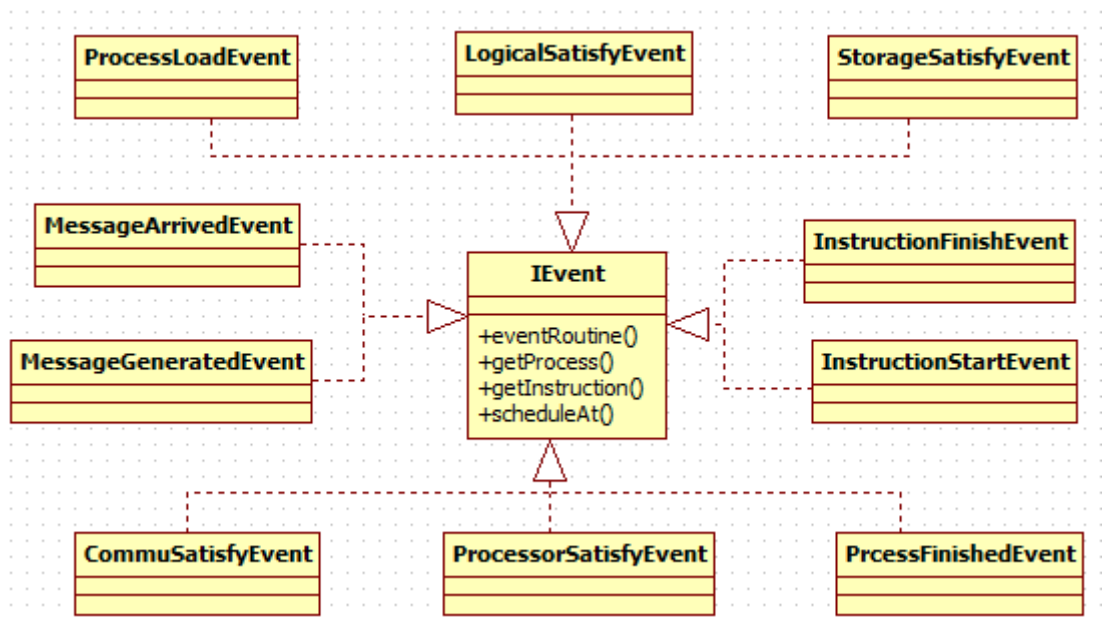 ProcessLoadEvent
LogicalSatisfyEvent
StorageSatisfyEvent
MessageArrivedEvent
InstructionFinishEvent
IEvent
+eventRoutine()
+getProcess()
+getInstruction()
+scheduleAt()
MessageGeneratedEvent
InstructionStartEvent
CommuSatisfyEvent
ProcessorSatisfyEvent
PrcessFinishedEvent